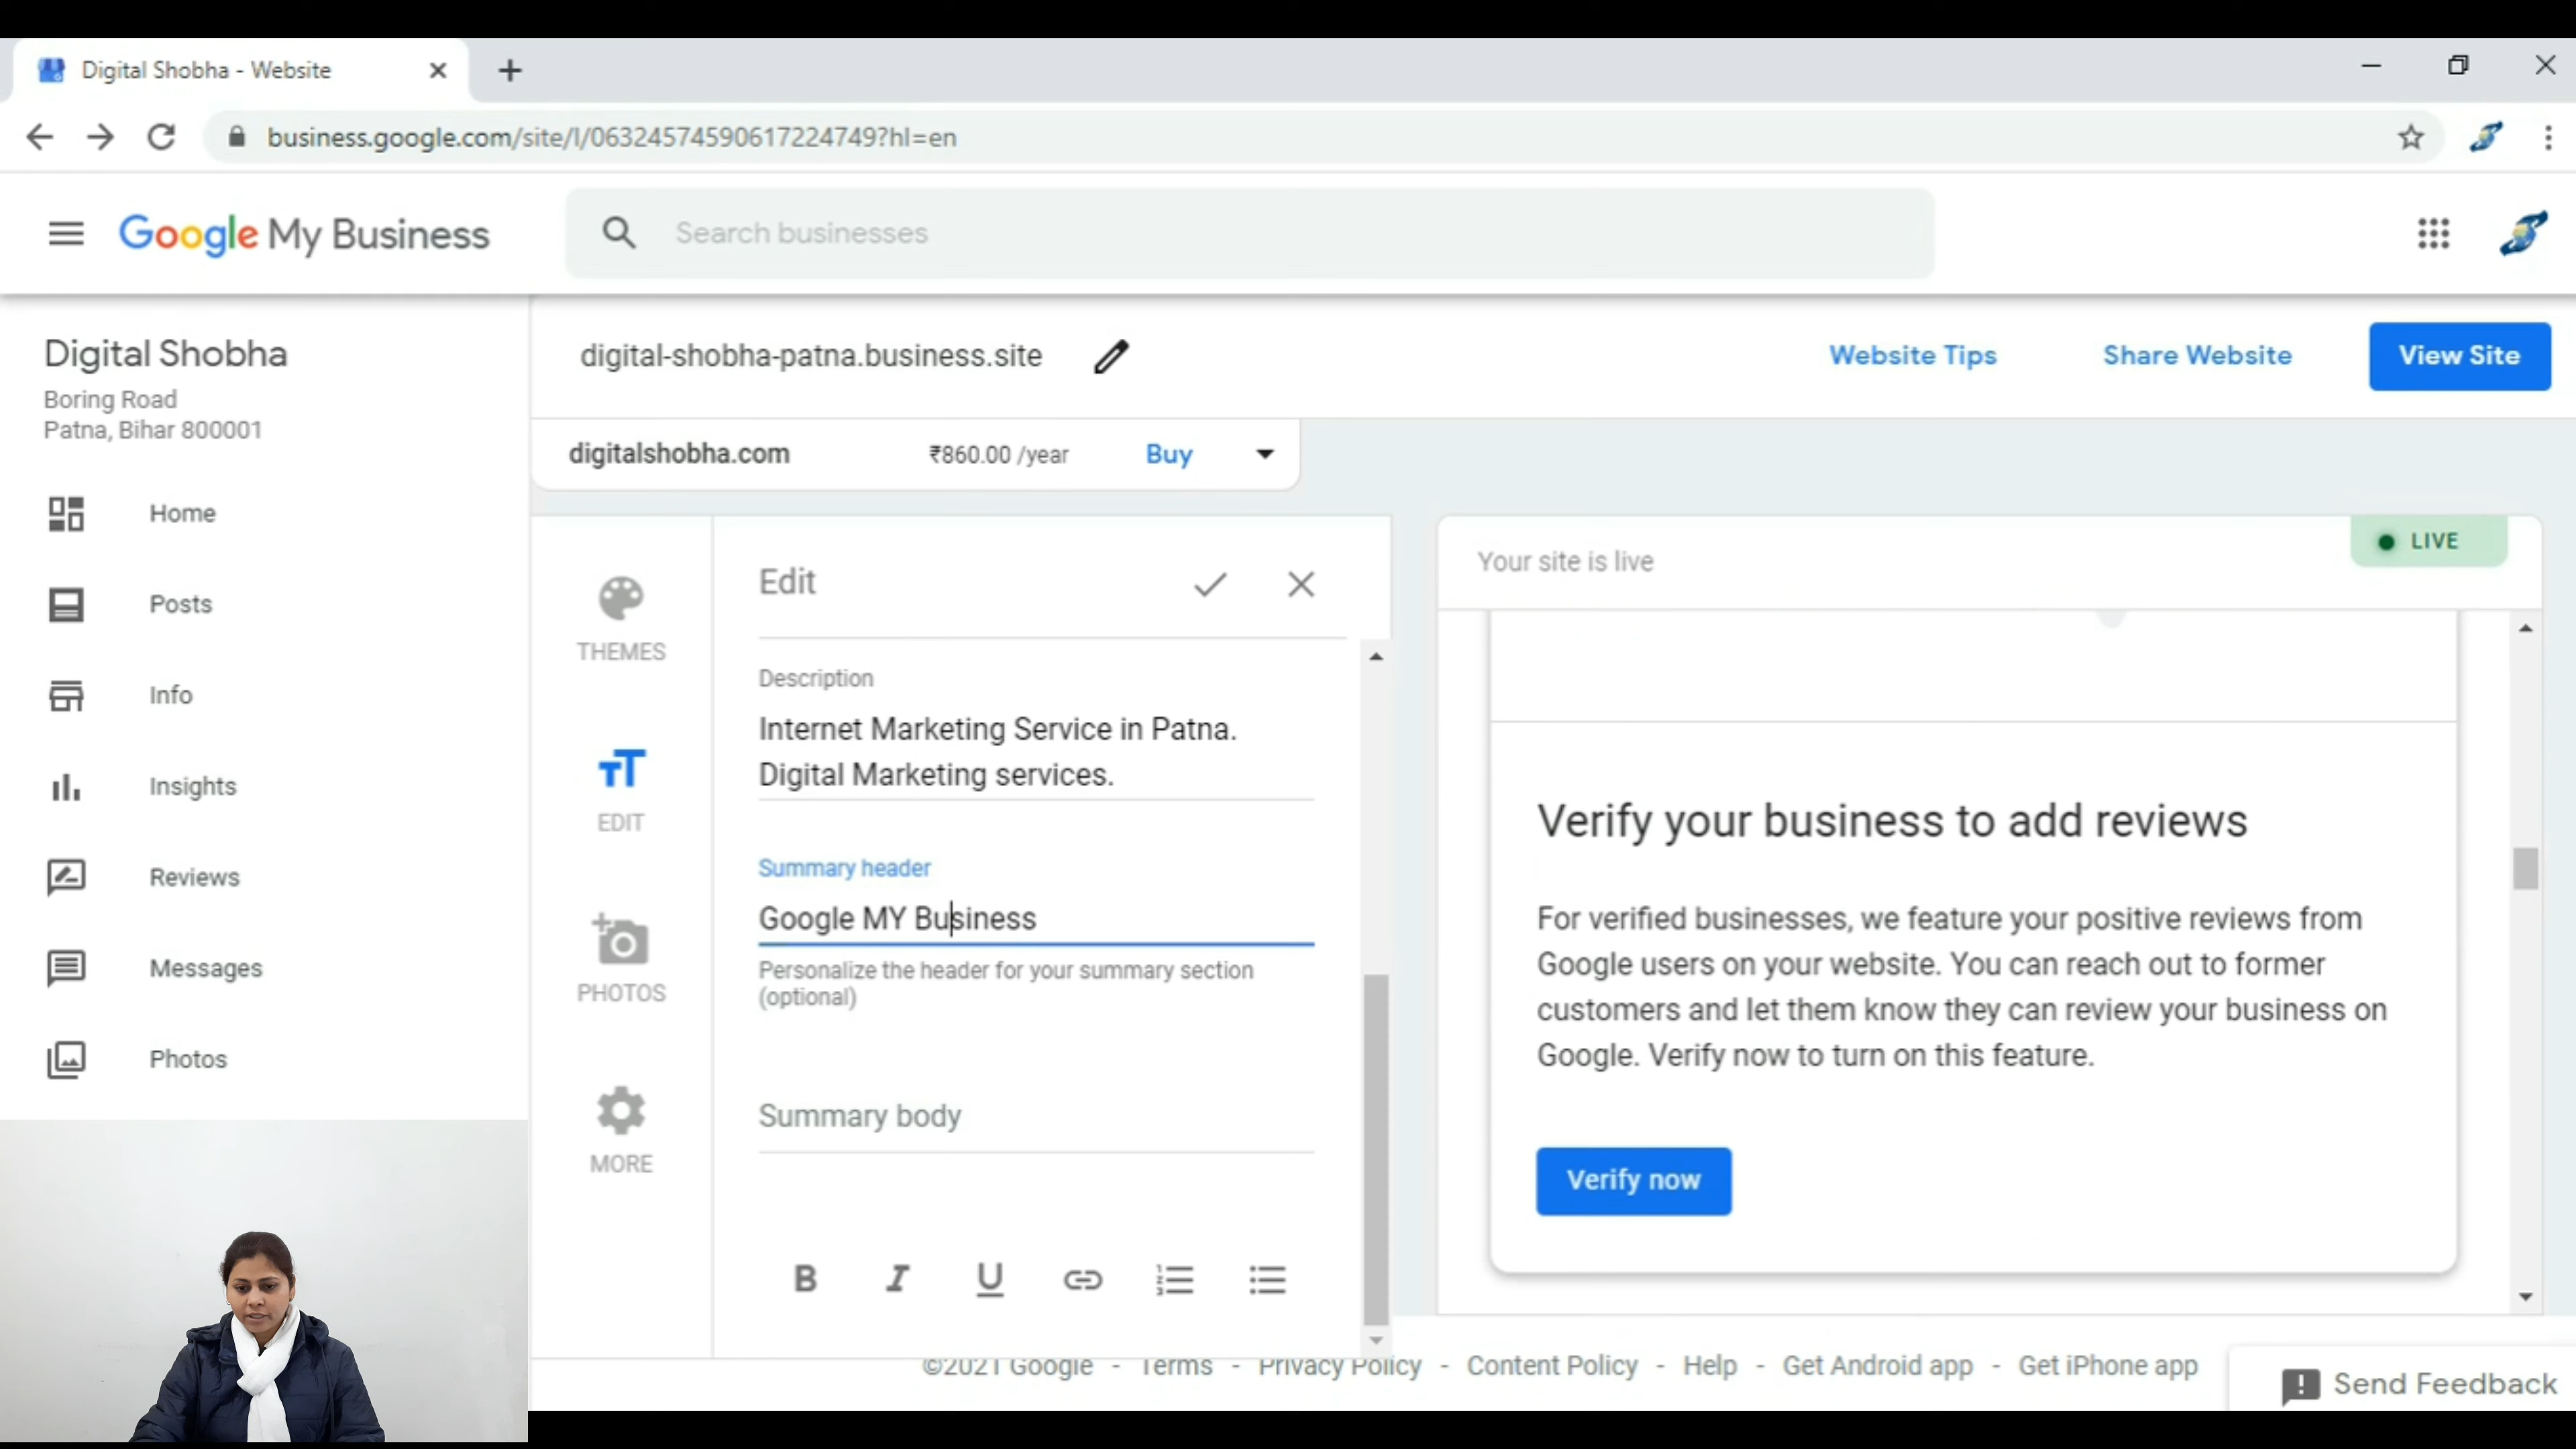 Digital Shobha - Website
business.google.com/site/l/06324574590617224749?hl=en
Google My Business
Search businesses
Digital Shobha
Boring Road
Patna, Bihar 800001
Home
Posts
Info
Insights
Reviews
Messages
Photos
digital-shobha-patna.business.site
Website Tips
Share Website
View Site
digitalshobha.com
₹860.00 /year
Buy
THEMES
EDIT
PHOTOS
MORE
Edit
Description
Internet Marketing Service in Patna.
Digital Marketing services.
Summary header
Google MY Business
Personalize the header for your summary section
(optional)
Summary body
B I U
Your site is live
LIVE
Verify your business to add reviews
For verified businesses, we feature your positive reviews from
Google users on your website. You can reach out to former
customers and let them know they can review your business on
Google. Verify now to turn on this feature.
Verify now
©2021 Google - Terms - Privacy Policy - Content Policy - Help - Get Android app - Get iPhone app
Send Feedback